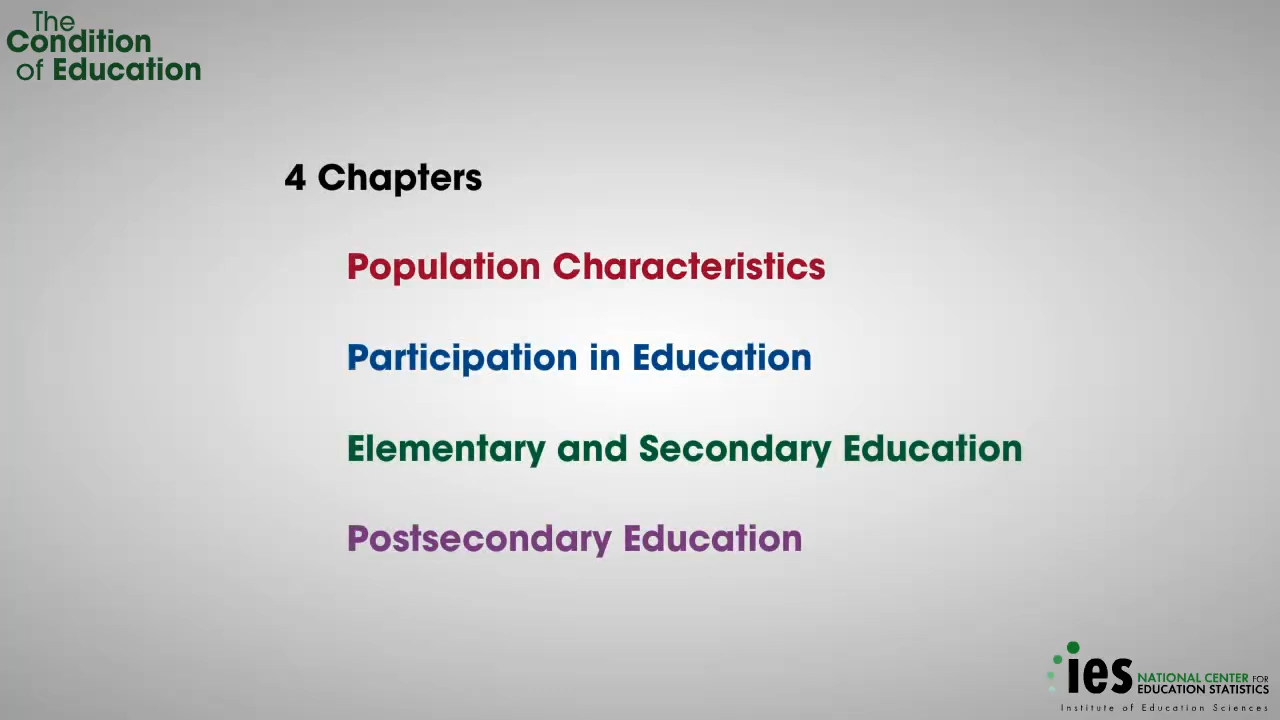 The
Condition
of Education
4 Chapters
Population Characteristics
Participation in Education
Elementary and Secondary Education
Postsecondary Education
ies NATIONAL CENTER FOR
EDUCATION STATISTICS
Institute of Education Sciences